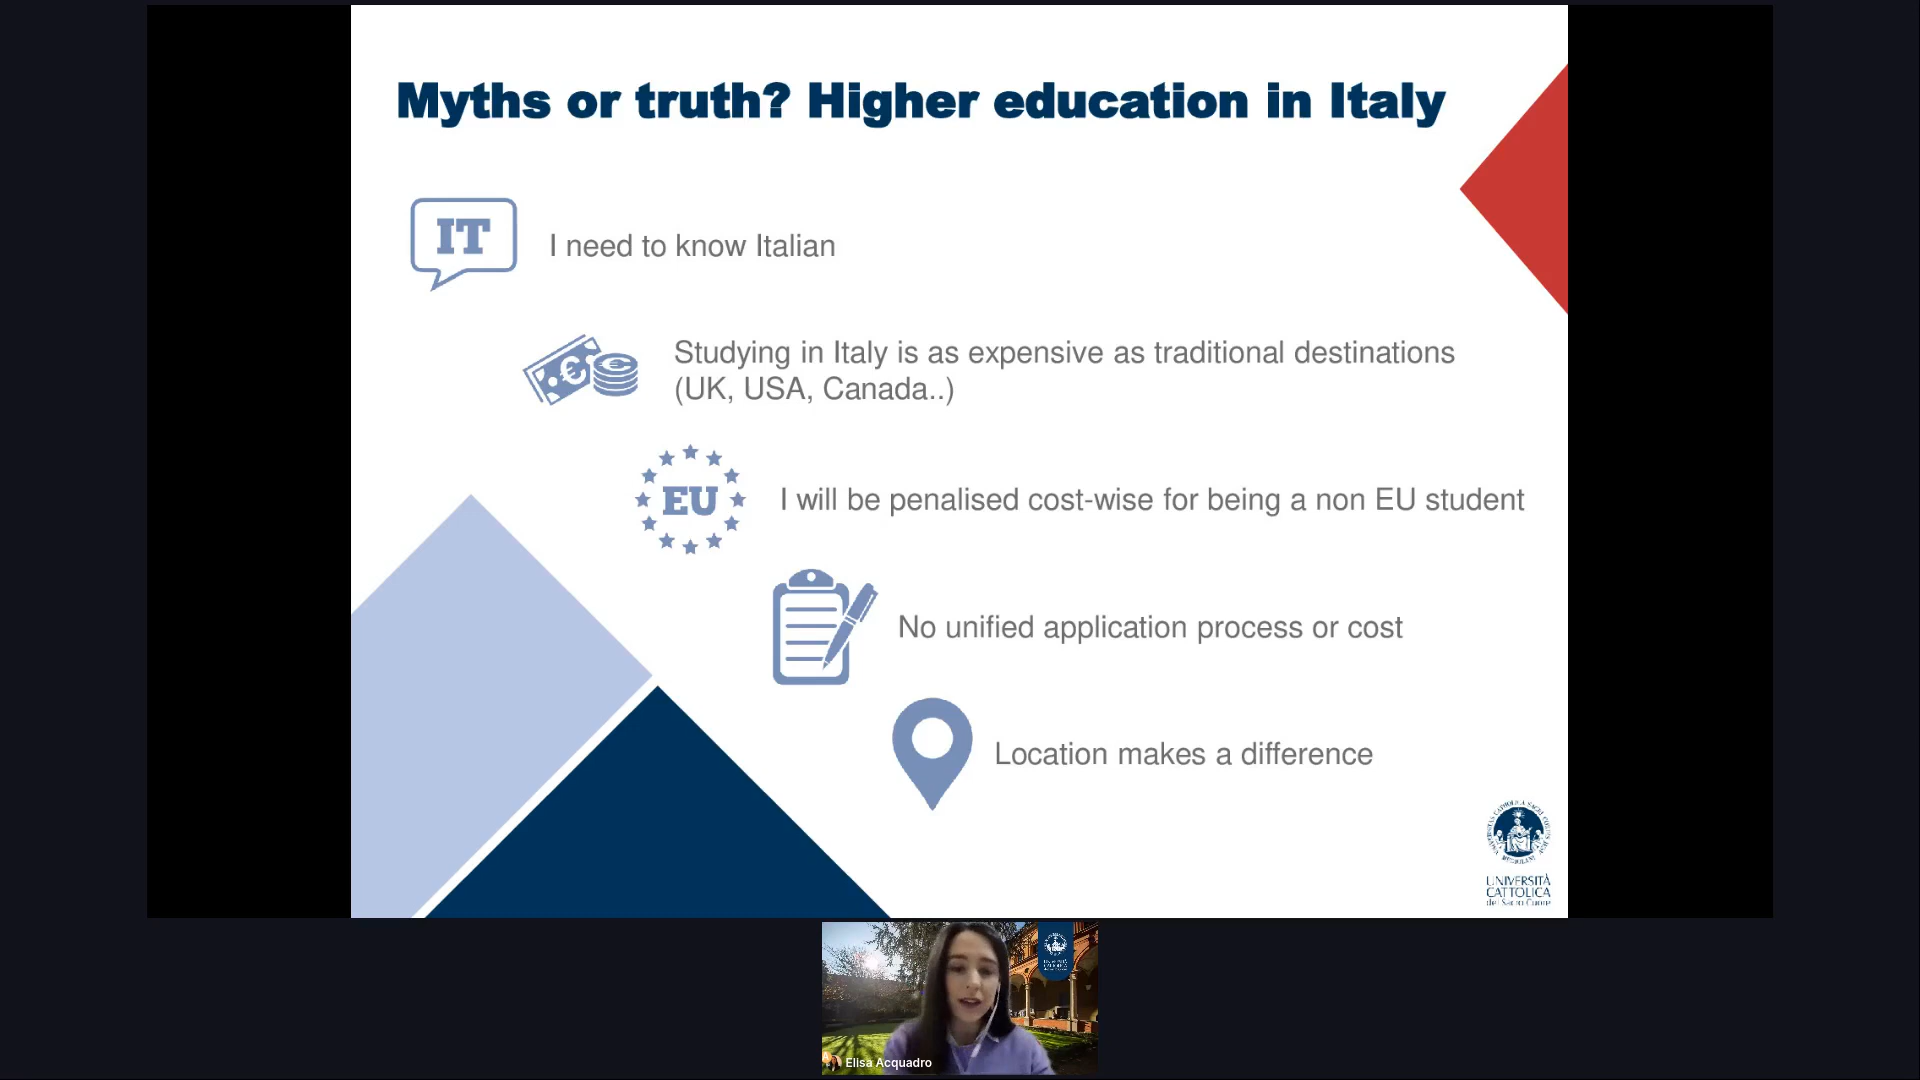 Myths or truth? Higher education in Italy
IT
I need to know Italian
Studying in Italy is as expensive as traditional destinations
(UK, USA, Canada..)
EU
I will be penalised cost-wise for being a non EU student
No unified application process or cost
Location makes a difference
UNIVERSITÀ
CATTOLICA
del Sacro Cuore
Elisa Acquadro